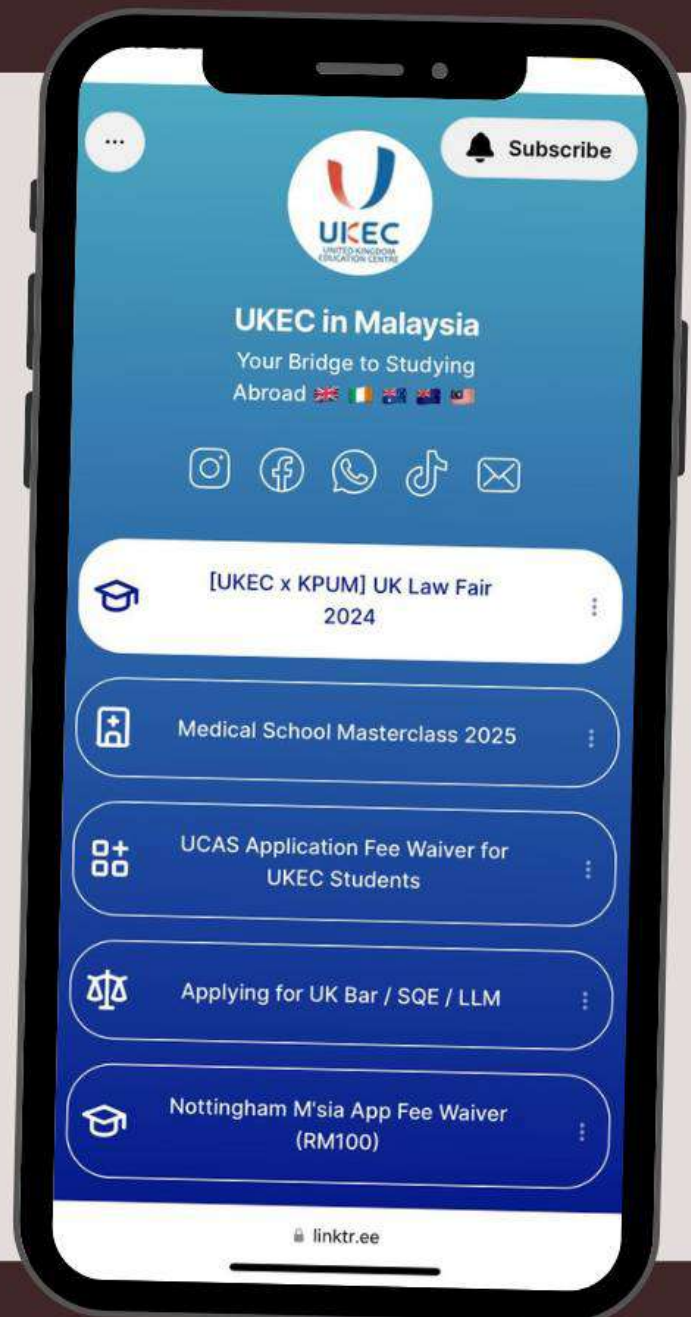 Subscribe
UKEC
UNITED KINGDOM
EDUCATION CENTRE
UKEC in Malaysia
Your Bridge to Studying
Abroad 🇬🇧 🇮🇪 🇦🇺 🇳🇿 🇲🇾
[UKEC x KPUM] UK Law Fair
2024
Medical School Masterclass 2025
UCAS Application Fee Waiver for
UKEC Students
Applying for UK Bar / SQE / LLM
Nottingham M'sia App Fee Waiver
(RM100)
linktr.ee